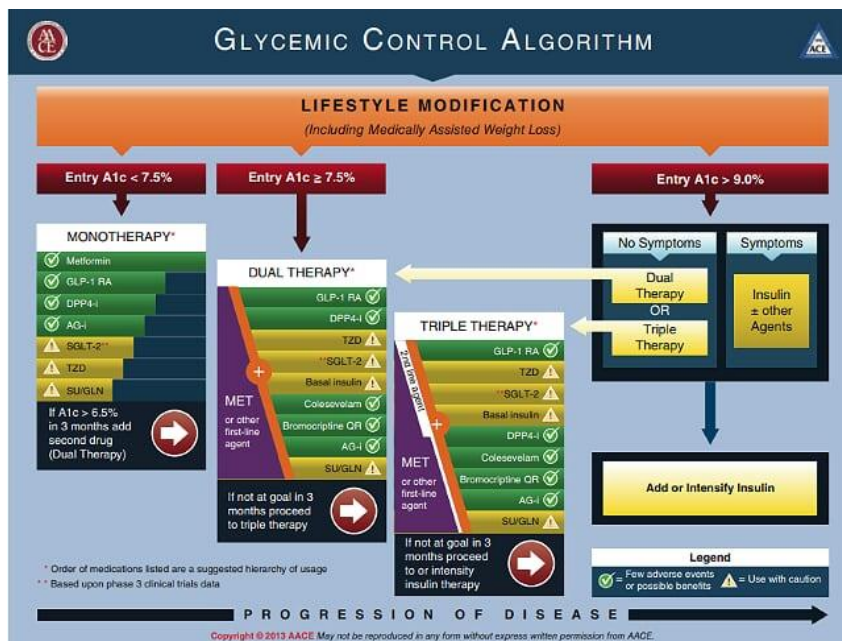 AACE
GLYCEMIC CONTROL ALGORITHM
ACE
LIFESTYLE MODIFICATION
(Including Medically Assisted Weight Loss)
Entry A1c < 7.5%
Entry A1c ≥ 7.5%
Entry A1c > 9.0%
MONOTHERAPY*
Metformin
GLP-1 RA
DPP4-i
AG-i
SGLT-2**
TZD
SU/GLN
If A1c > 6.5%
in 3 months add
second drug
(Dual Therapy)
DUAL THERAPY*
GLP-1 RA
DPP4-i
TZD
**SGLT-2
Basal insulin
Colesevelam
Bromocriptine QR
AG-i
SU/GLN
+
MET
or other
first-line
agent
If not at goal in 3
months proceed
to triple therapy
TRIPLE THERAPY*
GLP-1 RA
TZD
**SGLT-2
Basal insulin
DPP4-i
Colesevelam
Bromocriptine QR
AG-i
SU/GLN
2nd line agent
+
MET
or other
first-line
agent
If not at goal in 3
months proceed
to or intensify
insulin therapy
No Symptoms
Dual
Therapy
OR
Triple
Therapy
Symptoms
Insulin
± other
Agents
Add or Intensify Insulin
* Order of medications listed are a suggested hierarchy of usage
** Based upon phase 3 clinical trials data
Legend
= Few adverse events
or possible benefits
= Use with caution
PROGRESSION OF DISEASE
Copyright © 2013 AACE May not be reproduced in any form without express written permission from AACE.